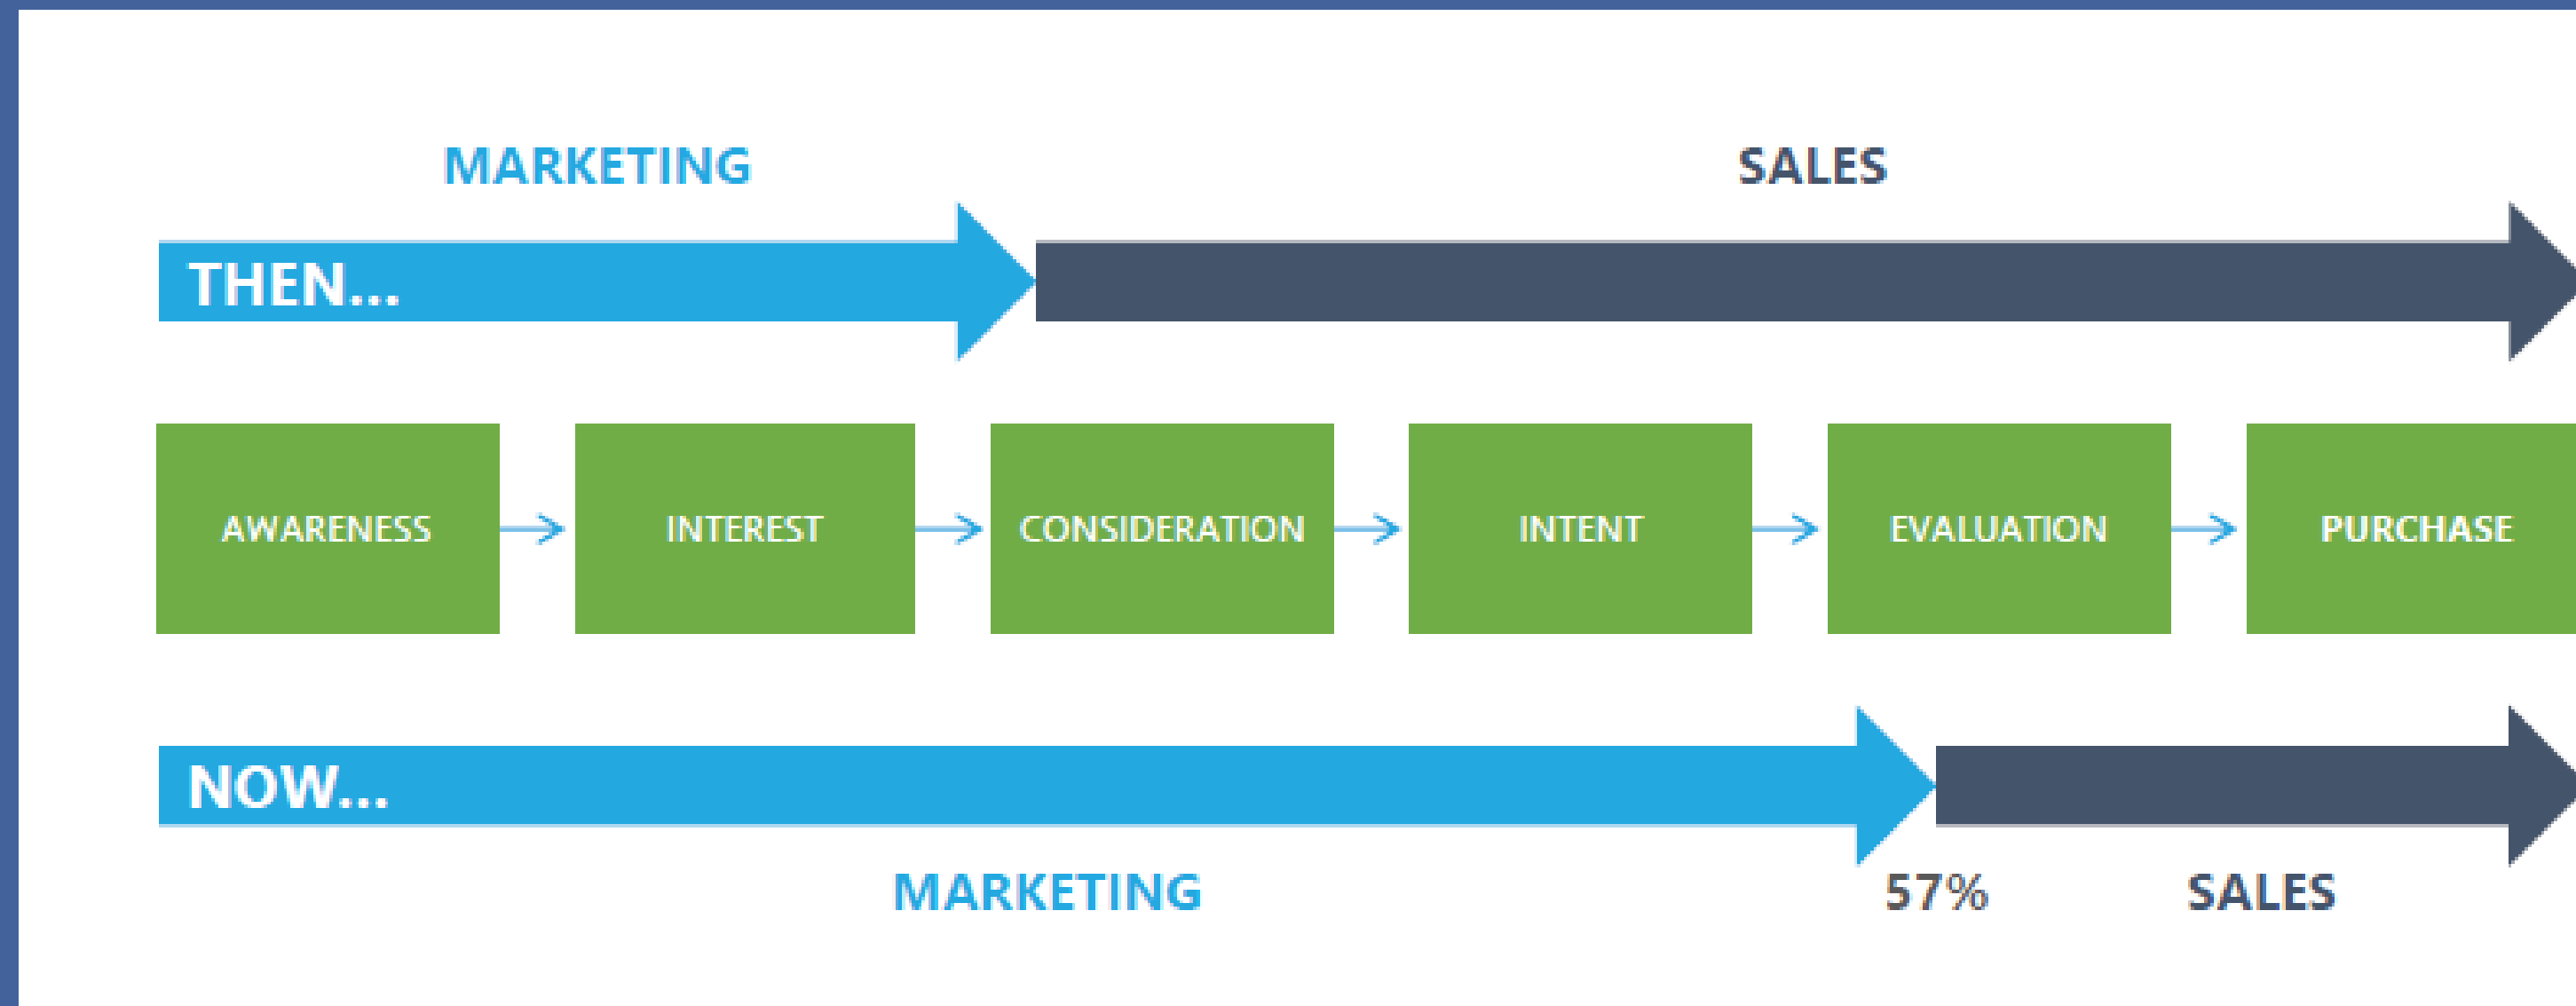 MARKETING SALES
THEN...
AWARENESS INTEREST CONSIDERATION INTENT EVALUATION PURCHASE
NOW...
MARKETING 57% SALES